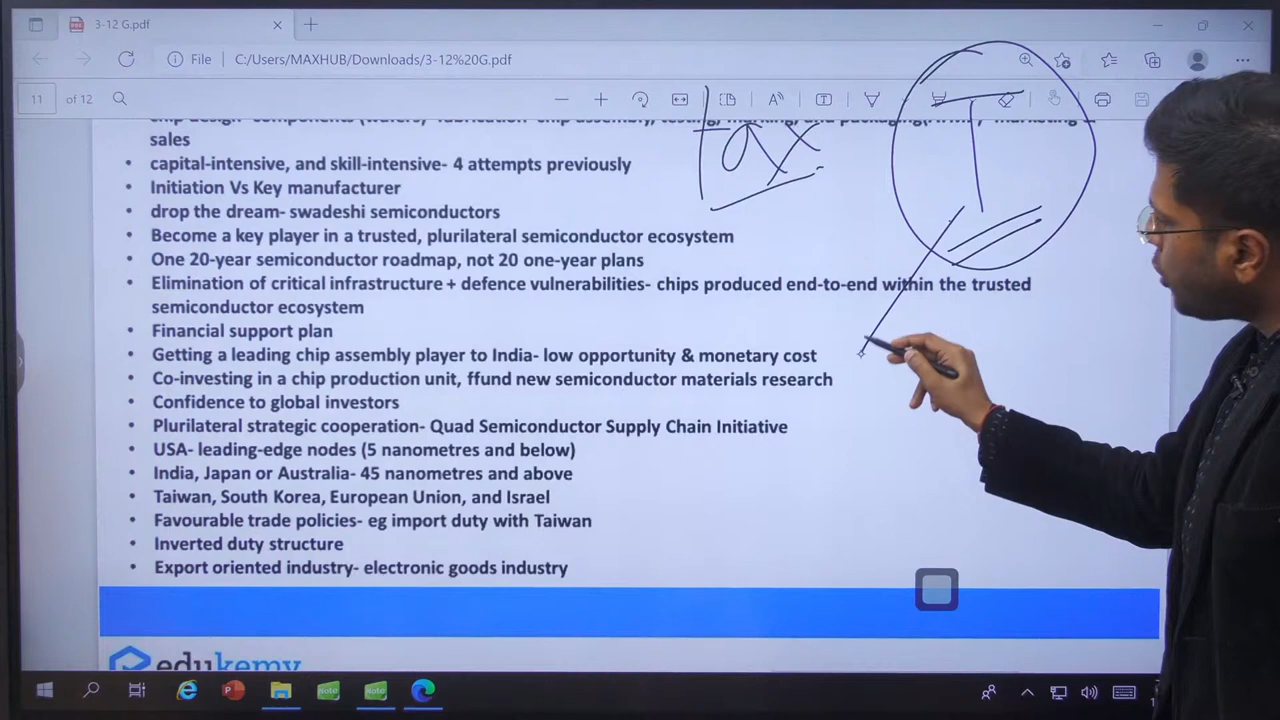 3-12 G.pdf
File C:/Users/MAXHUB/Downloads/3-12%20G.pdf
11 of 12
tax
T
sales
• capital-intensive, and skill-intensive- 4 attempts previously
• Initiation Vs Key manufacturer
• drop the dream- swadeshi semiconductors
• Become a key player in a trusted, plurilateral semiconductor ecosystem
• One 20-year semiconductor roadmap, not 20 one-year plans
• Elimination of critical infrastructure + defence vulnerabilities- chips produced end-to-end within the trusted
semiconductor ecosystem
• Financial support plan
• Getting a leading chip assembly player to India- low opportunity & monetary cost
• Co-investing in a chip production unit, ffund new semiconductor materials research
• Confidence to global investors
• Plurilateral strategic cooperation- Quad Semiconductor Supply Chain Initiative
• USA- leading-edge nodes (5 nanometres and below)
• India, Japan or Australia- 45 nanometres and above
• Taiwan, South Korea, European Union, and Israel
• Favourable trade policies- eg import duty with Taiwan
• Inverted duty structure
• Export oriented industry- electronic goods industry
edukemy